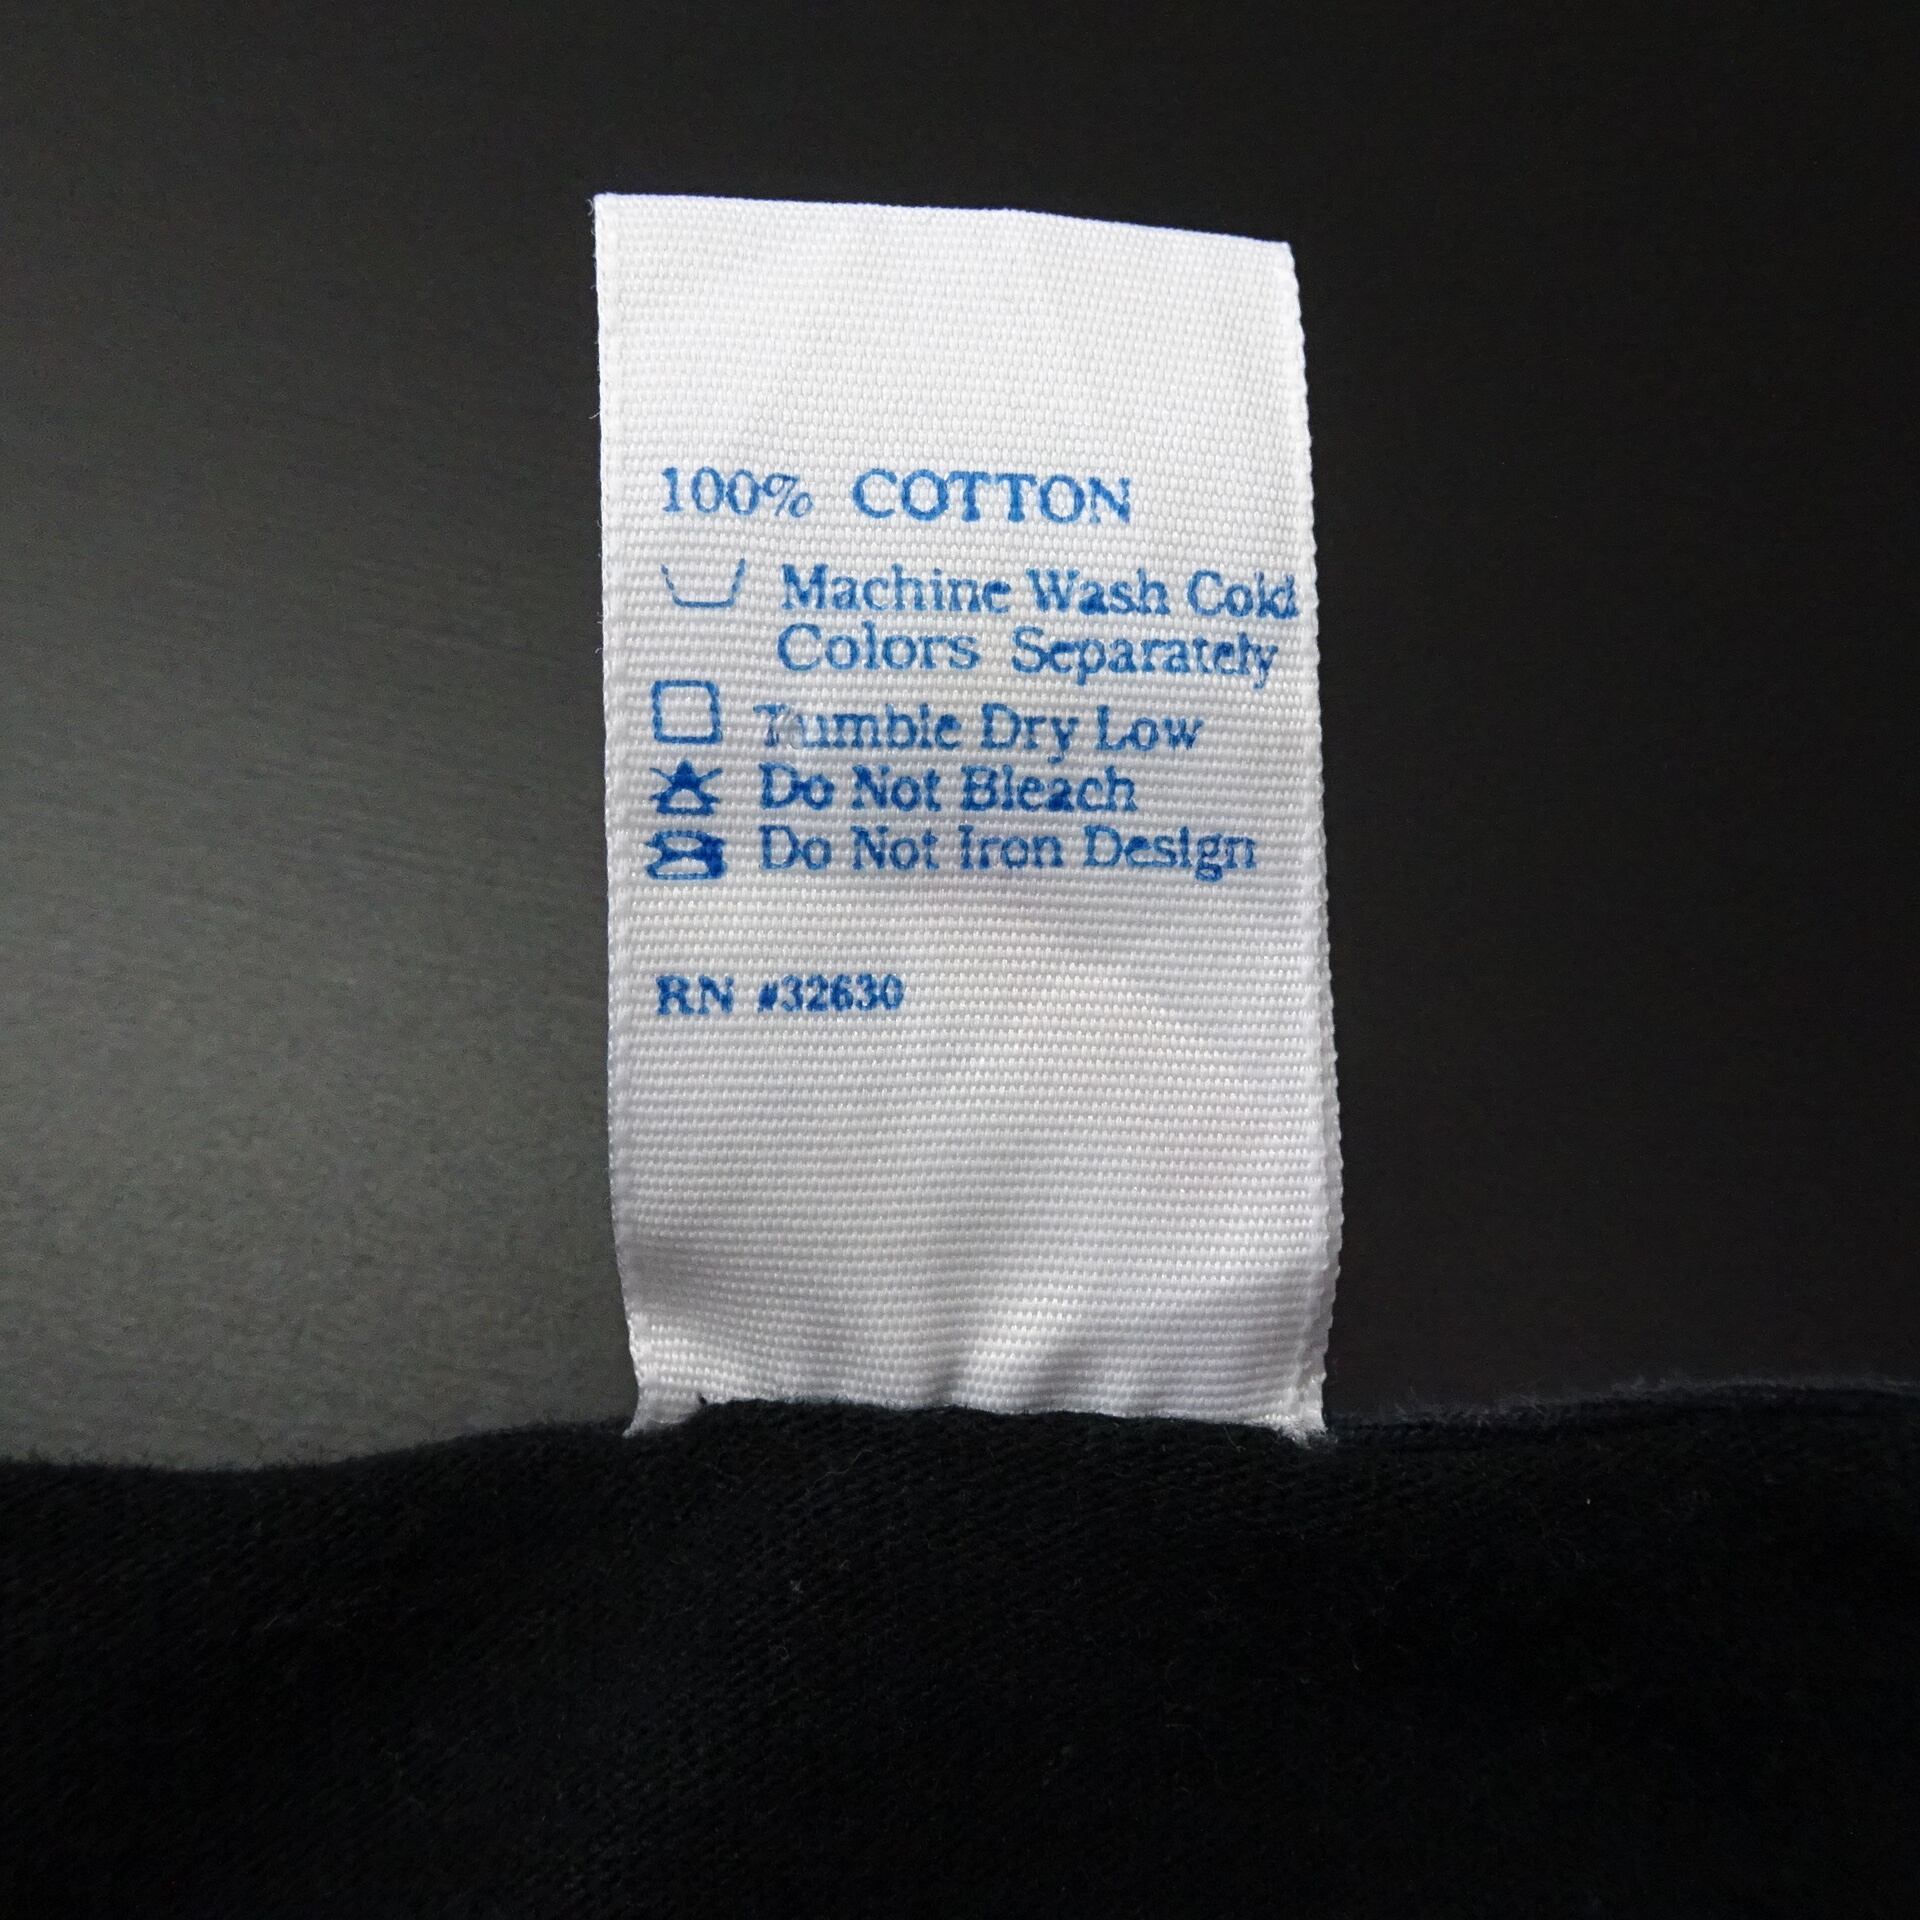 100% COTTON
Machine Wash Cold
Colors Separately
Tumble Dry Low
Do Not Bleach
Do Not Iron Design
RN #32630